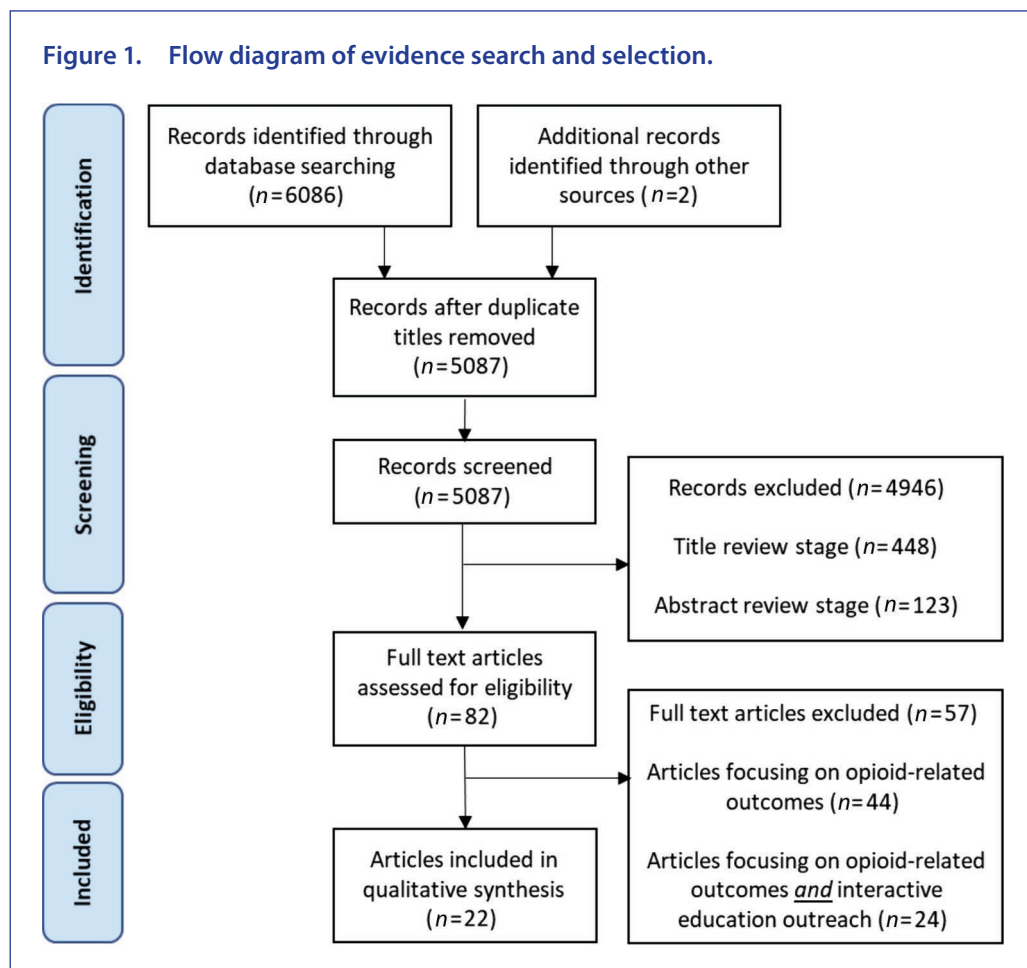 Figure 1. Flow diagram of evidence search and selection.
Identification
Records identified through
database searching
(n=6086)
Additional records
identified through other
sources (n=2)
Records after duplicate
titles removed
(n=5087)
Screening
Records screened
(n=5087)
Records excluded (n=4946)
Title review stage (n=448)
Abstract review stage (n=123)
Eligibility
Full text articles
assessed for eligibility
(n=82)
Full text articles excluded (n=57)
Articles focusing on opioid-related
outcomes (n=44)
Articles focusing on opioid-related
outcomes and interactive
education outreach (n=24)
Included
Articles included in
qualitative synthesis
(n=22)